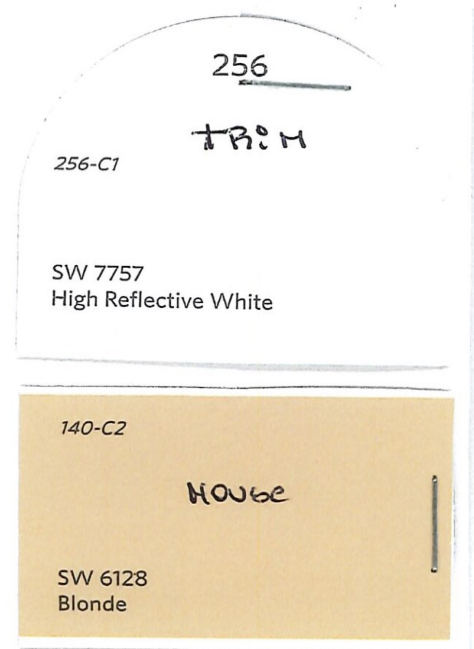 256
tRiM
256-C1
SW 7757
High Reflective White
140-C2
HOUse
SW 6128
Blonde